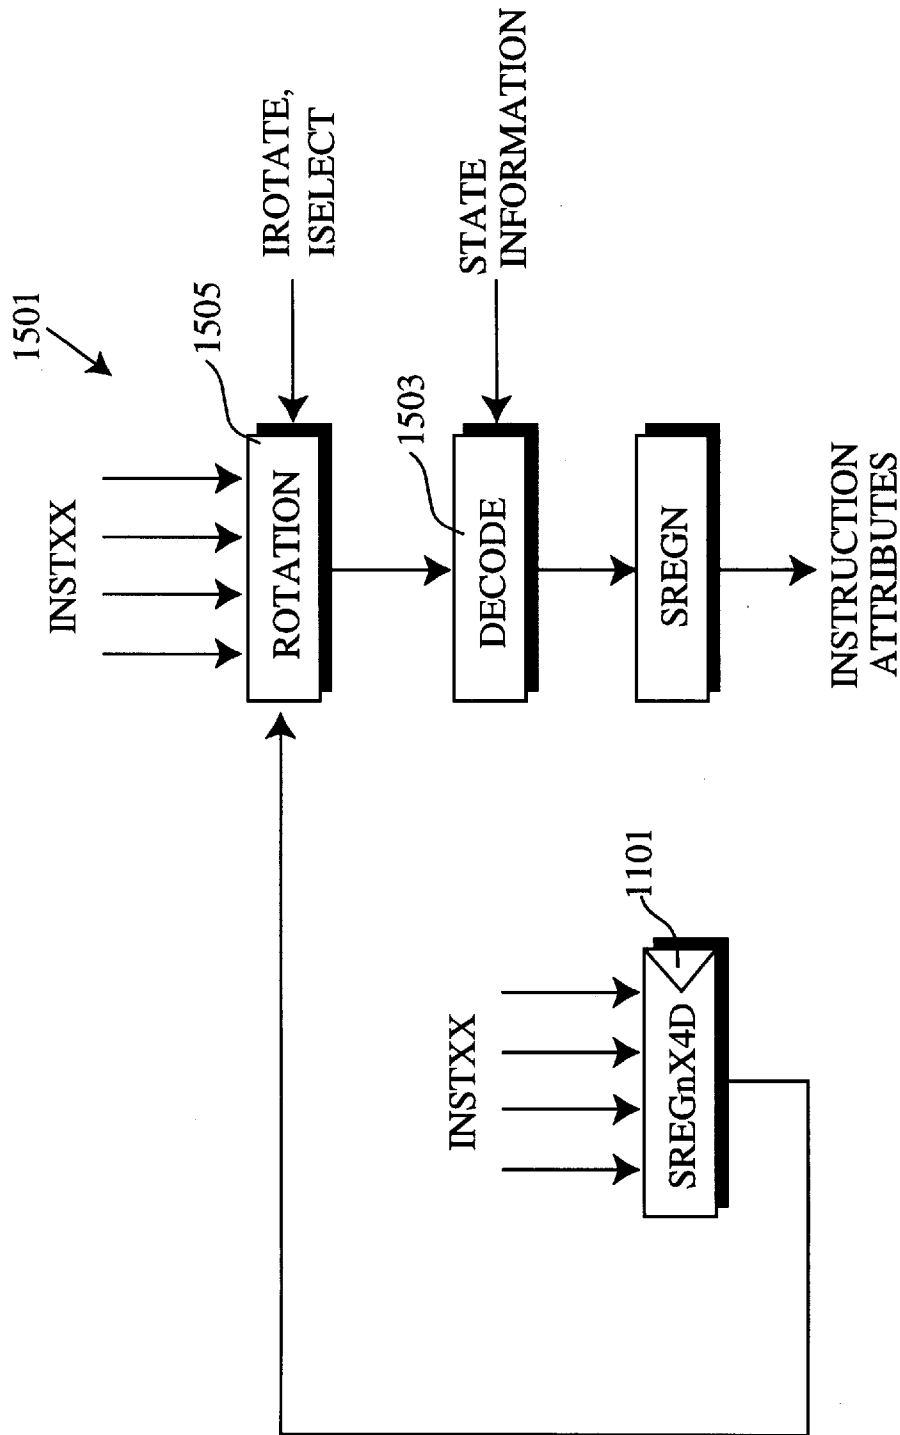 1501
INSTXX
1505
ROTATION
IROTATE,
ISELECT
1503
DECODE
STATE
INFORMATION
SREGN
INSTRUCTION
ATTRIBUTES
INSTXX
1101
SREGnX4D